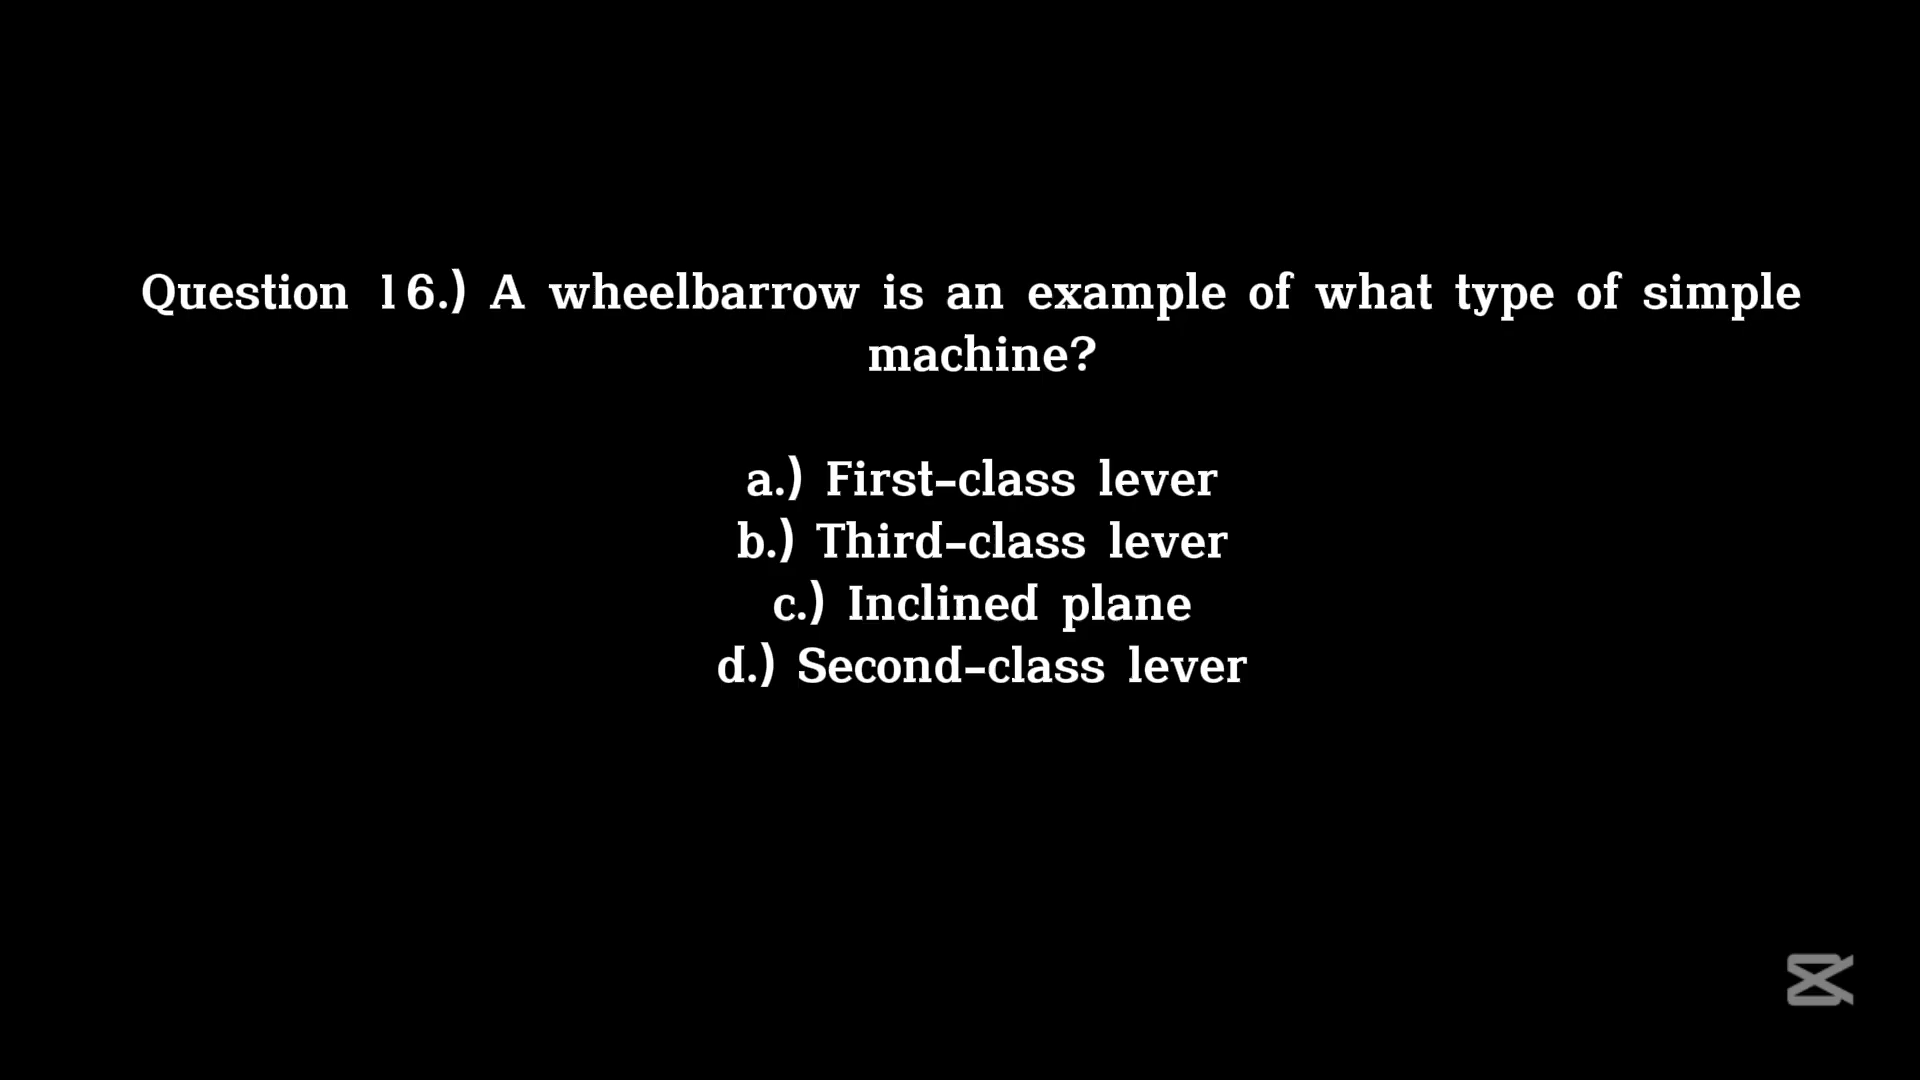 Question 16.) A wheelbarrow is an example of what type of simple
machine?
a.) First-class lever
b.) Third-class lever
c.) Inclined plane
d.) Second-class lever